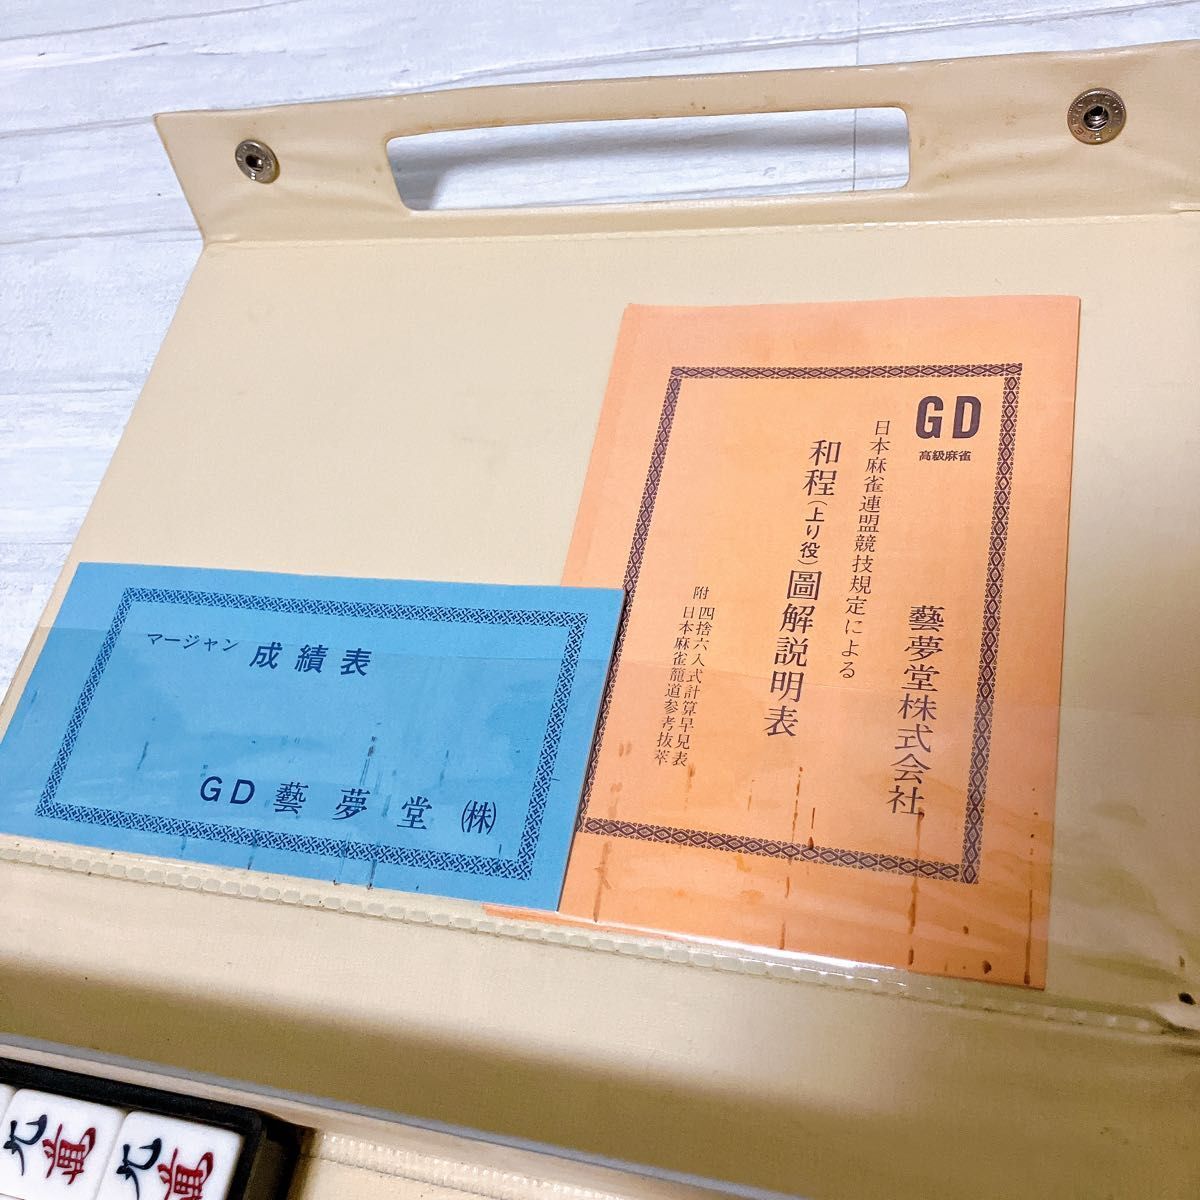 GD
高級麻雀
日本麻雀連盟競技規定による
和程(上り役)圖解説明表
附 四捨六入式計算早見表
日本麻雀籠道参考抜萃
藝夢堂株式会社
マージャン 成績表
GD藝夢堂(株)
九萬
九萬